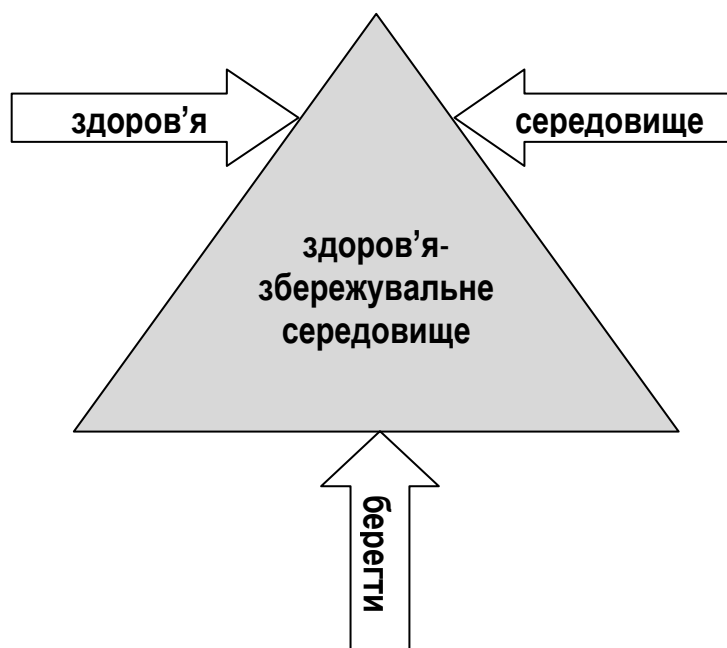 здоров’я
середовище
здоров’я-
збережувальне
середовище
берегти